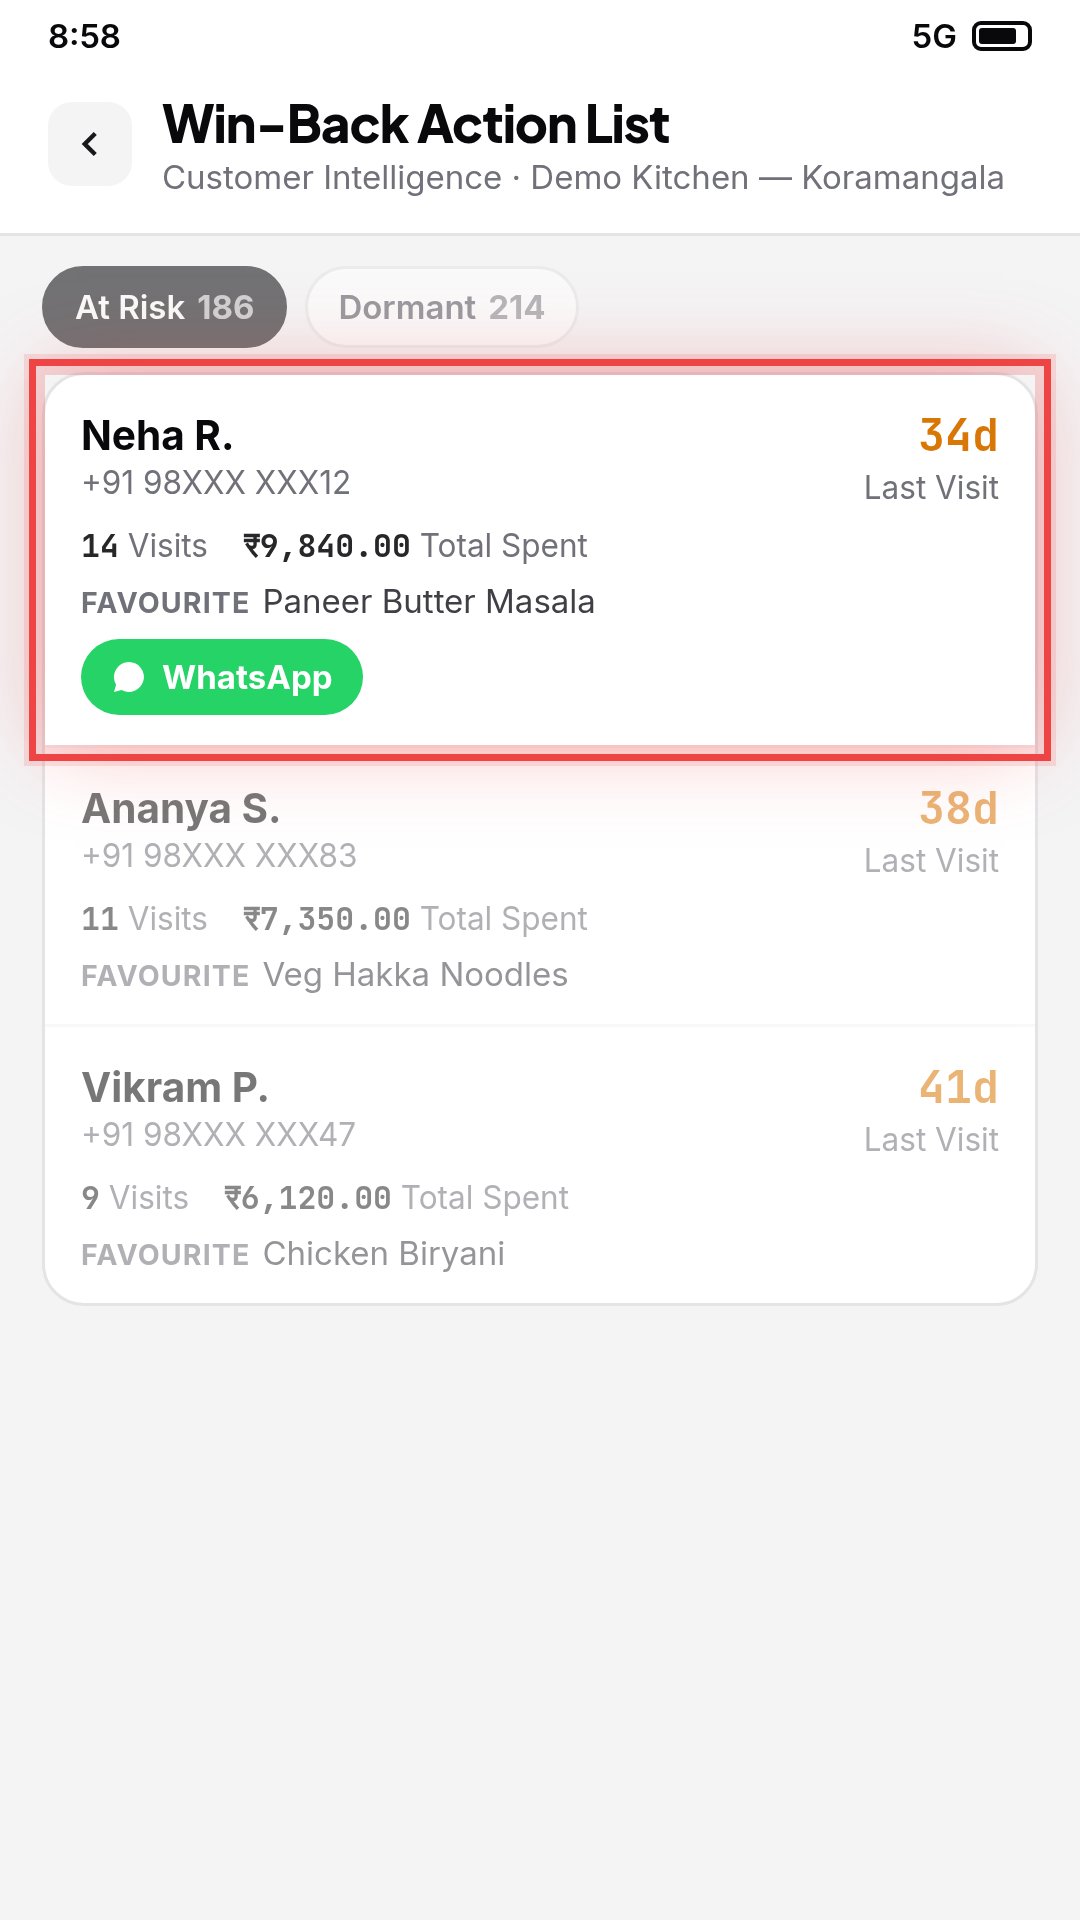 8:58
5G
Win-Back Action List
Customer Intelligence · Demo Kitchen — Koramangala
At Risk 186
Dormant 214
Neha R.
34d
+91 98XXX XXX12
Last Visit
14 Visits ₹9,840.00 Total Spent
FAVOURITE Paneer Butter Masala
WhatsApp
Ananya S.
38d
+91 98XXX XXX83
Last Visit
11 Visits ₹7,350.00 Total Spent
FAVOURITE Veg Hakka Noodles
Vikram P.
41d
+91 98XXX XXX47
Last Visit
9 Visits ₹6,120.00 Total Spent
FAVOURITE Chicken Biryani